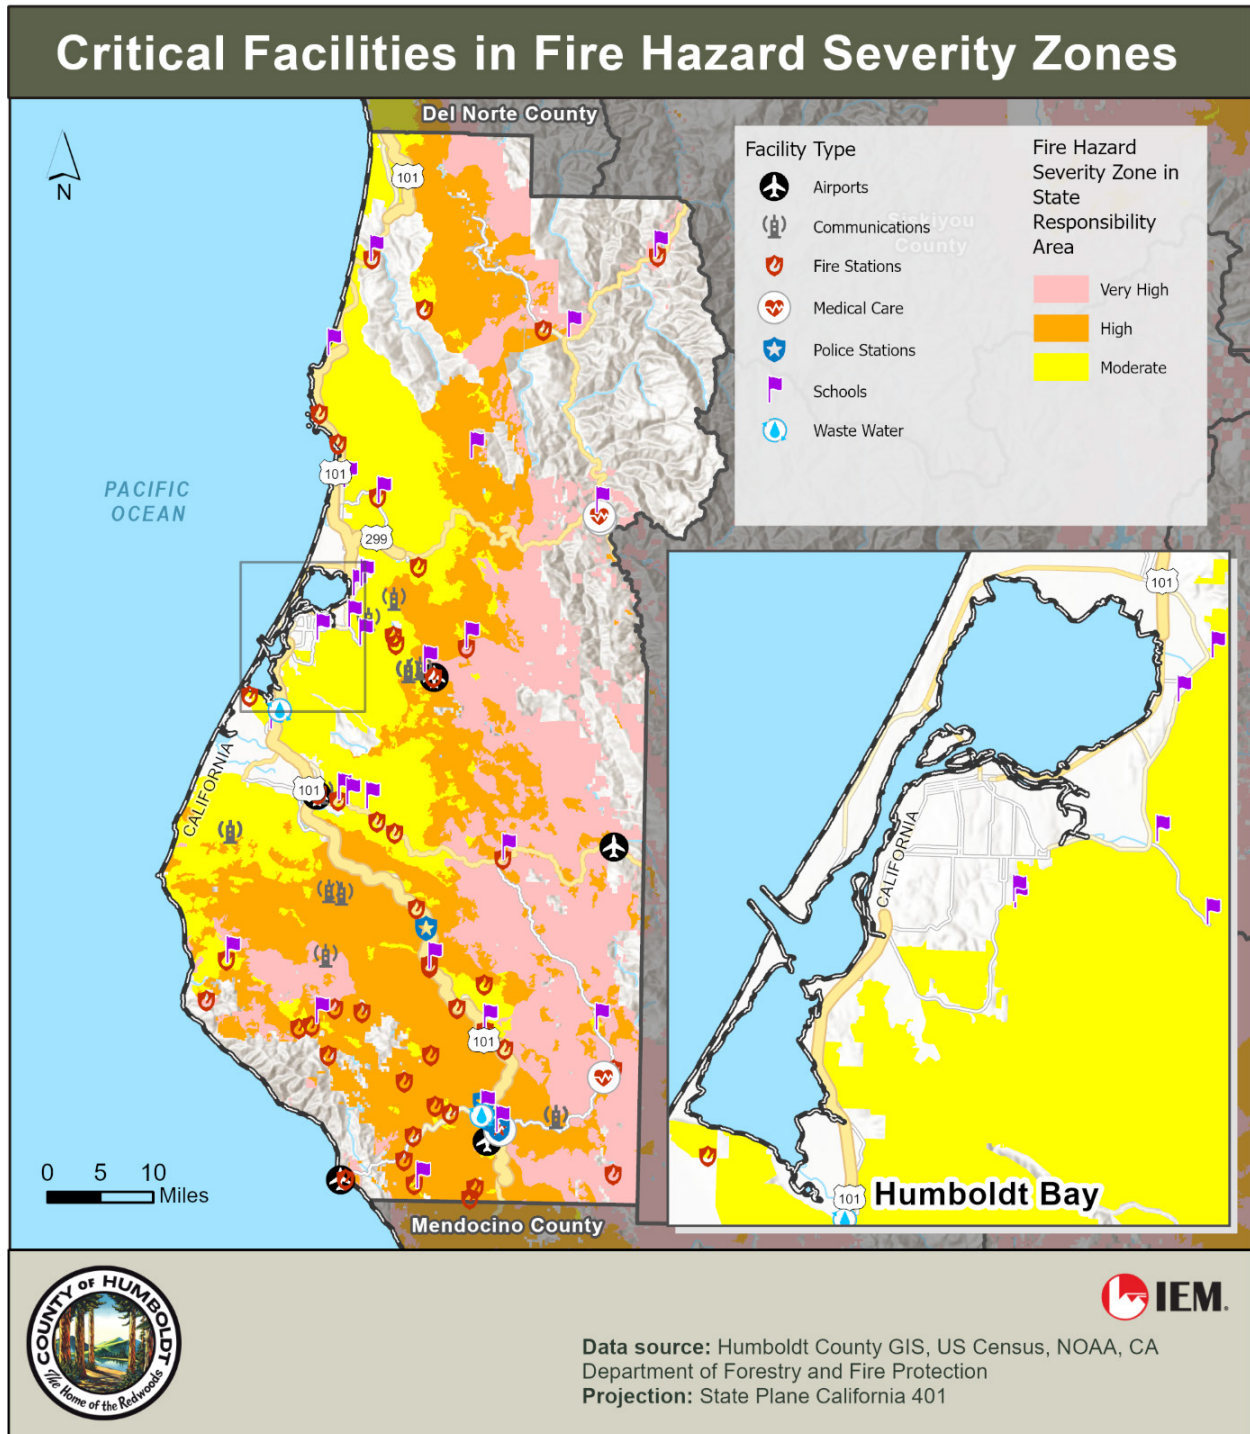 Critical Facilities in Fire Hazard Severity Zones
Del Norte County
N
101
Facility Type
Airports
Communications
Fire Stations
Medical Care
Police Stations
Schools
Waste Water
Fire Hazard
Severity Zone in
State
Responsibility
Area
Very High
High
Moderate
Siskiyou
County
PACIFIC
OCEAN
101
299
101
CALIFORNIA
101
0 5 10
Miles
Mendocino County
101
CALIFORNIA
101
Humboldt Bay
COUNTY OF HUMBOLDT
The Home of the Redwoods
IEM.
Data source: Humboldt County GIS, US Census, NOAA, CA
Department of Forestry and Fire Protection
Projection: State Plane California 401